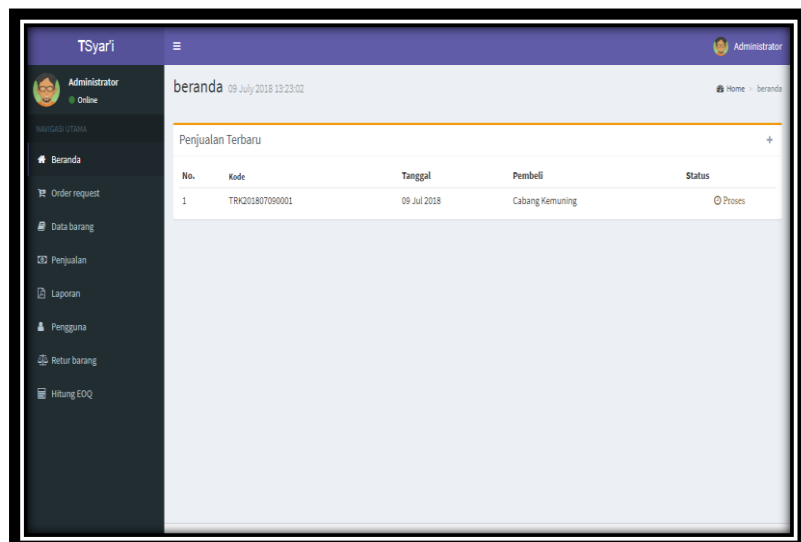 TSyar'i
Administrator
Administrator
Online
beranda 09 July 2018 13:23:02
Home > beranda
NAVIGASI UTAMA
Beranda
Order request
Data barang
Penjualan
Laporan
Pengguna
Retur barang
Hitung EOQ
Penjualan Terbaru +
No. Kode Tanggal Pembeli Status
1 TRK201807090001 09 Jul 2018 Cabang Kemuning Proses